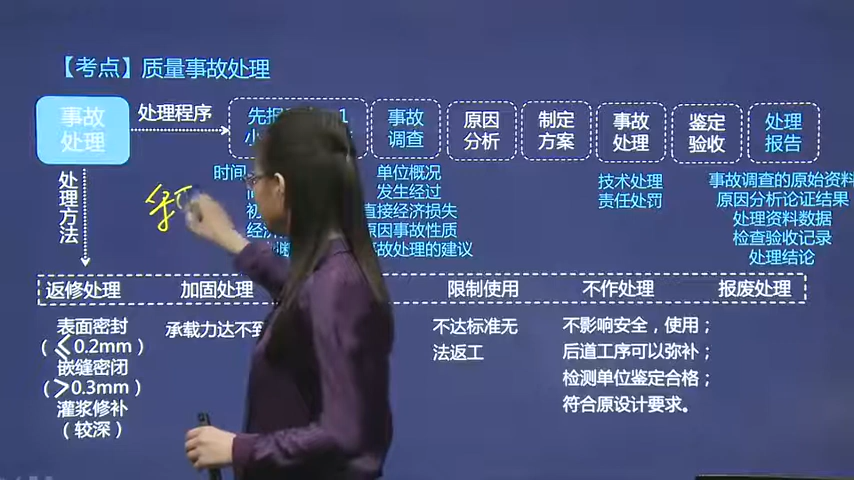 【考点】质量事故处理
事故
处理
处理程序
先报
1
小
事故
调查
原因
分析
制定
方案
事故
处理
鉴定
验收
处理
报告
处理方法
时间
初
经济
单位概况
发生经过
直接经济损失
原因事故性质
故处理的建议
技术处理
责任处罚
事故调查的原始资料
原因分析论证结果
处理资料数据
检查验收记录
处理结论
返修处理
加固处理
限制使用
不作处理
报废处理
表面密封
(≤0.2mm)
嵌缝密闭
(>0.3mm)
灌浆修补
(较深)
承载力达不到
不达标准无
法返工
不影响安全，使用；
后道工序可以弥补；
检测单位鉴定合格；
符合原设计要求。